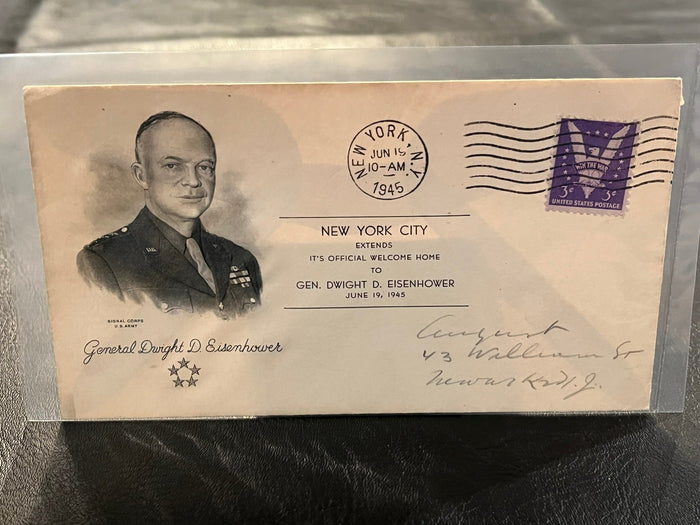 NEW YORK, N.Y.
JUN 19
10-AM
1945
WIN THE WAR
3¢ 3¢
UNITED STATES POSTAGE
NEW YORK CITY
EXTENDS
IT'S OFFICIAL WELCOME HOME
TO
GEN. DWIGHT D. EISENHOWER
JUNE 19, 1945
SIGNAL CORPS
U.S. ARMY
General Dwight D. Eisenhower
August
43 William St
Newark N.J.